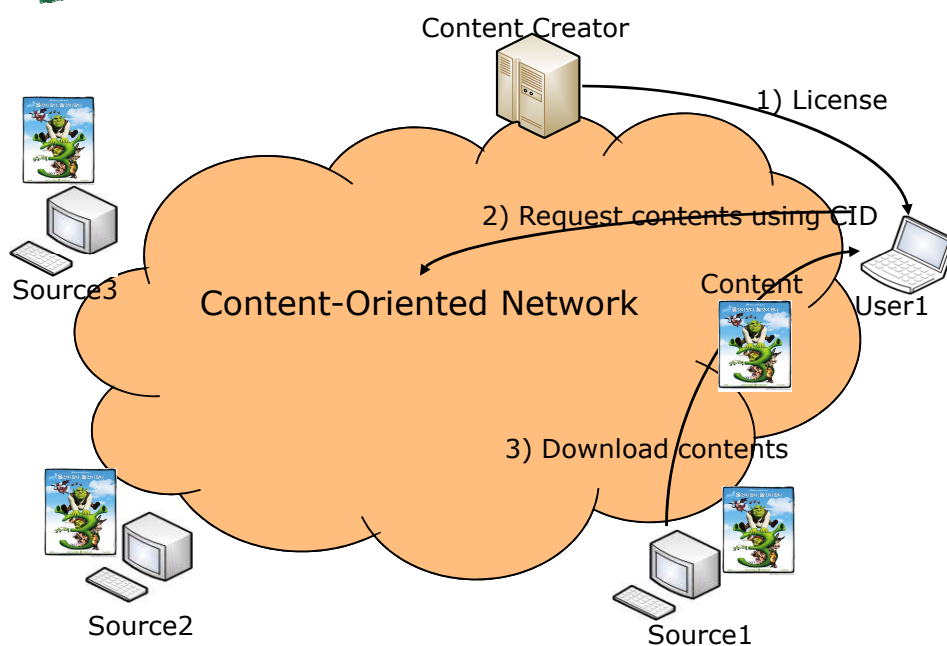 Content Creator
1) License
2) Request contents using CID
Source3
Content-Oriented Network
Content
User1
3) Download contents
Source2
Source1